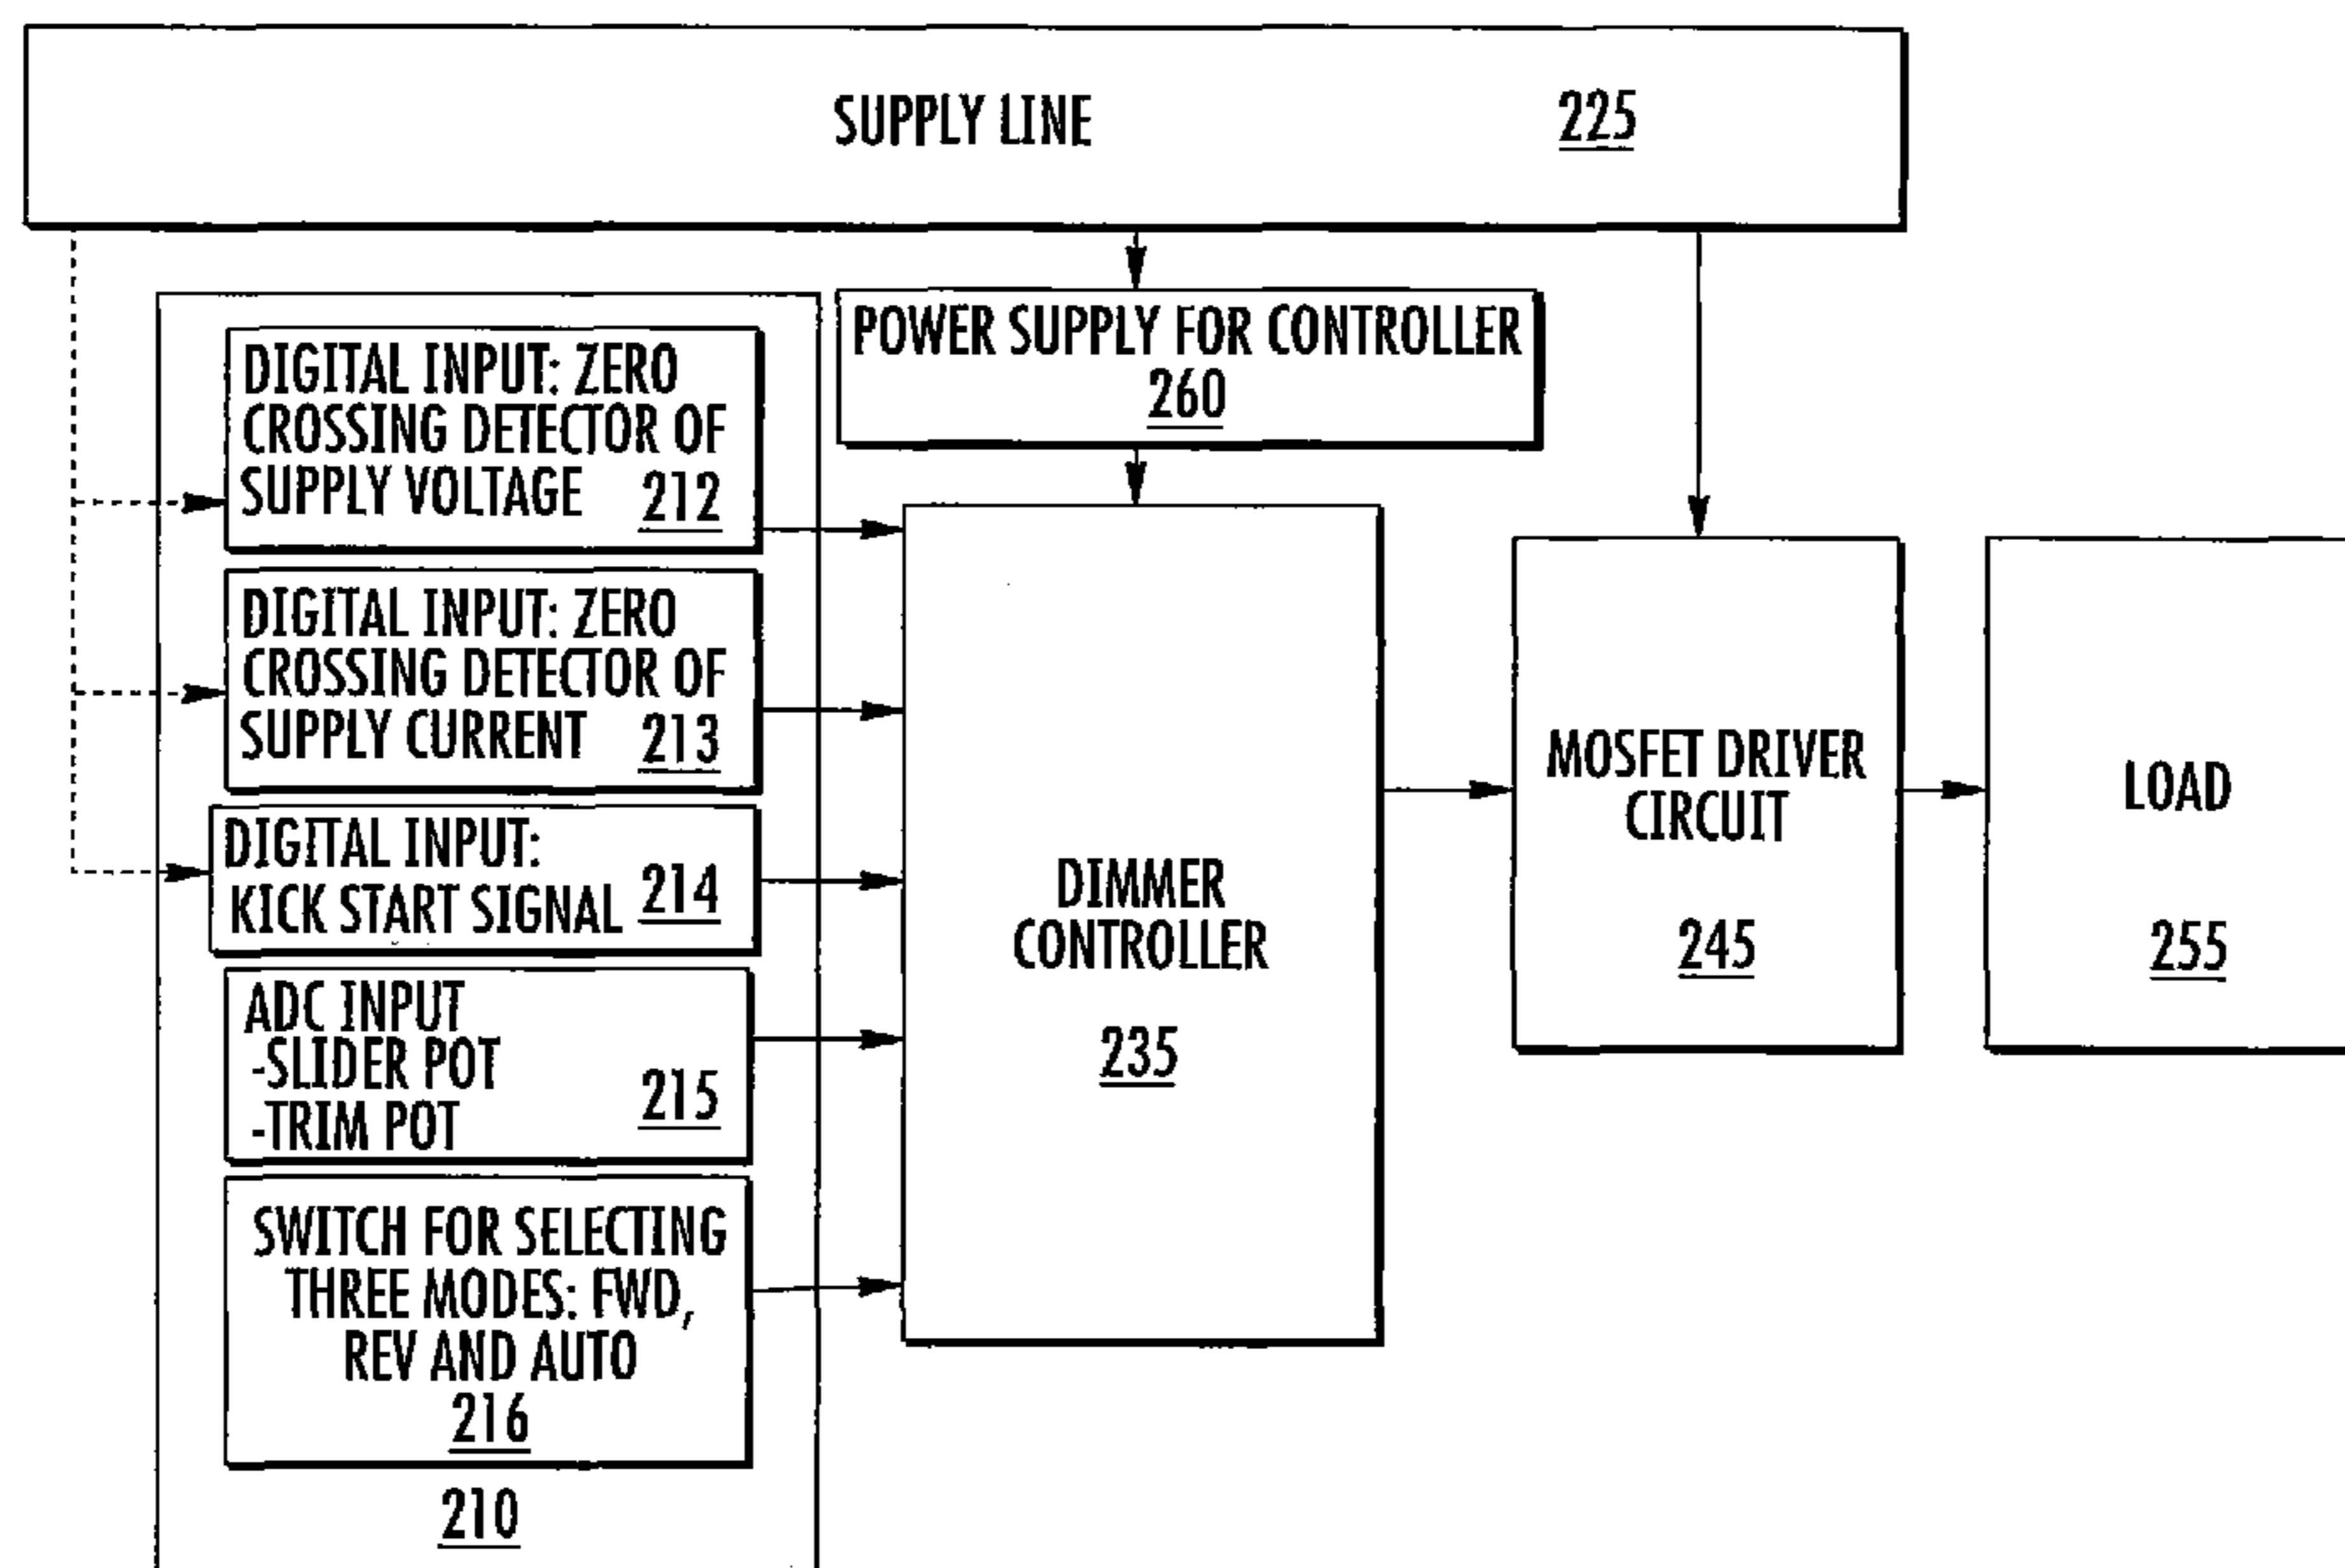 SUPPLY LINE 225
DIGITAL INPUT: ZERO
CROSSING DETECTOR OF
SUPPLY VOLTAGE 212
DIGITAL INPUT: ZERO
CROSSING DETECTOR OF
SUPPLY CURRENT 213
DIGITAL INPUT:
KICK START SIGNAL 214
ADC INPUT
-SLIDER POT
-TRIM POT 215
SWITCH FOR SELECTING
THREE MODES: FWD,
REV AND AUTO
216
210
POWER SUPPLY FOR CONTROLLER
260
DIMMER
CONTROLLER
235
MOSFET DRIVER
CIRCUIT
245
LOAD
255